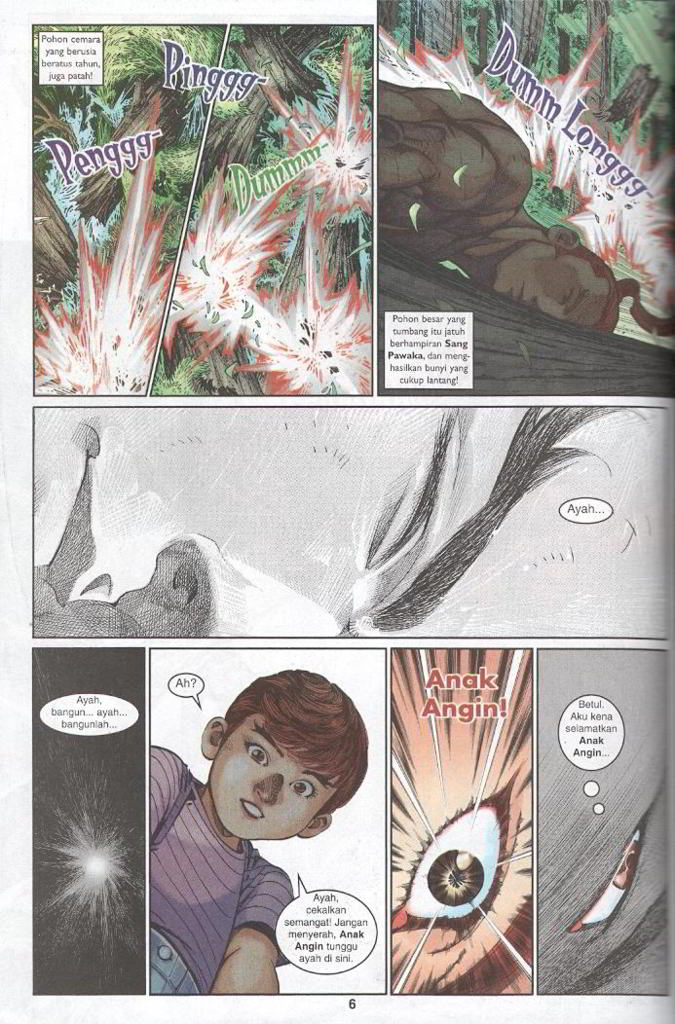 Pohon cemara
yang berusia
beratus tahun,
juga patah!
Pinggg-
Penggg-
Dummm-
Dumm Longgg-
Pohon besar yang
tumbang itu jatuh
berhampiran Sang
Pawaka, dan meng-
hasilkan bunyi yang
cukup lantang!
Ayah...
Ayah,
bangun... ayah...
bangunlah...
Ah?
Ayah,
cekalkan
semangat! Jangan
menyerah, Anak
Angin tunggu
ayah di sini.
Anak
Angin!
Betul.
Aku kena
selamatkan
Anak
Angin...
6